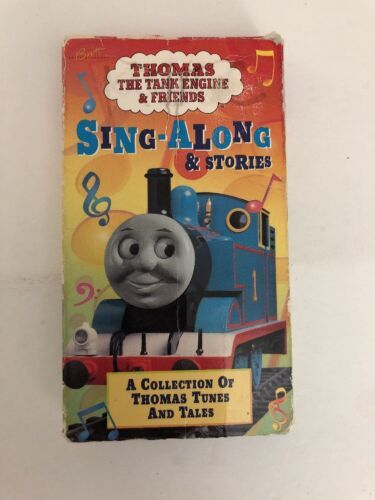 THOMAS
THE TANK ENGINE
& FRIENDS
SING-ALONG
& STORIES
1
A COLLECTION OF
THOMAS TUNES
AND TALES